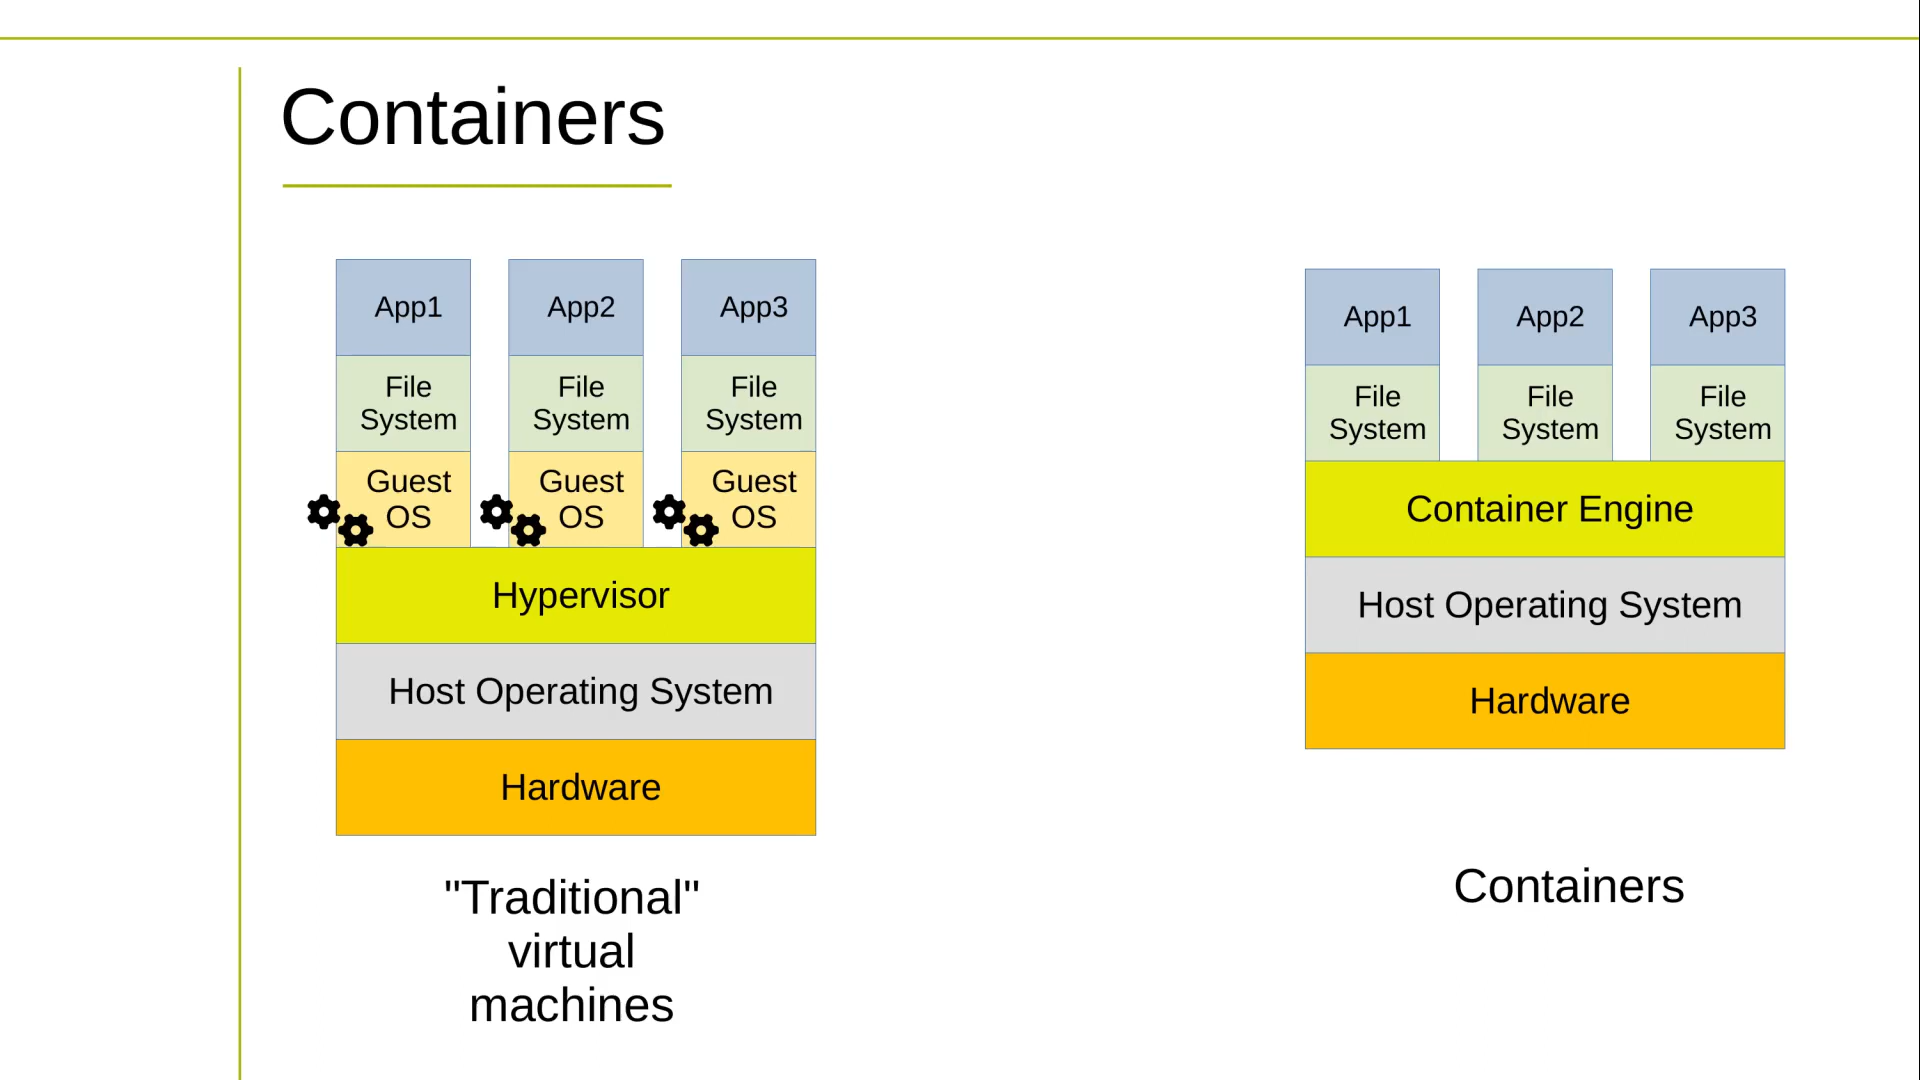 Containers
App1
App2
App3
File
System
File
System
File
System
Guest
OS
Guest
OS
Guest
OS
Hypervisor
Host Operating System
Hardware
"Traditional"
virtual
machines
App1
App2
App3
File
System
File
System
File
System
Container Engine
Host Operating System
Hardware
Containers